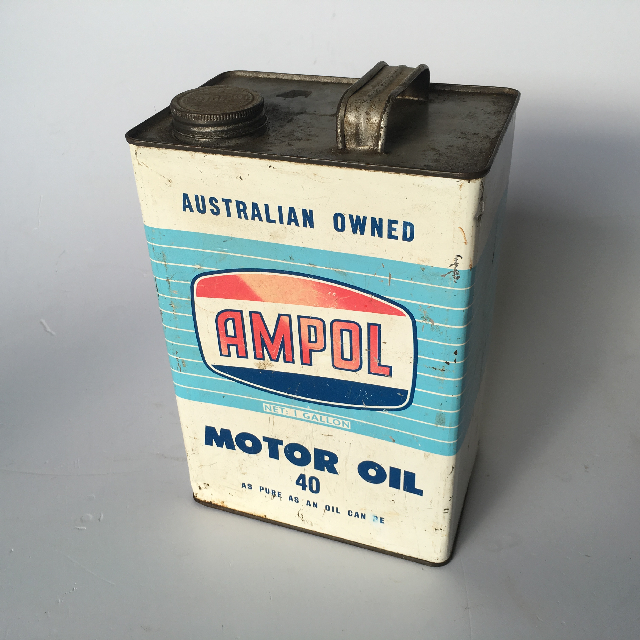 AUSTRALIAN OWNED
AMPOL
NET: 1 GALLON
MOTOR OIL
40
AS PURE AS AN OIL CAN BE